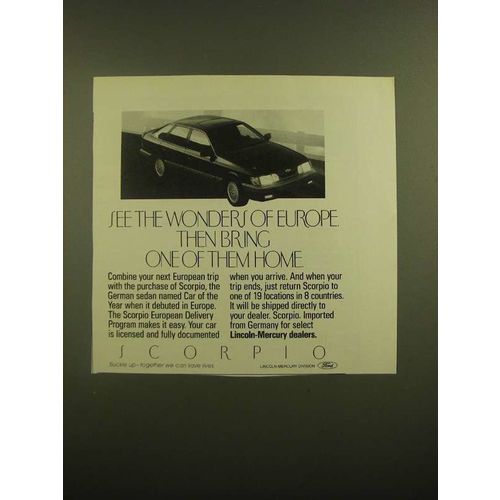 SEE THE WONDERS OF EUROPE.
THEN BRING
ONE OF THEM HOME.
Combine your next European trip
with the purchase of Scorpio, the
German sedan named Car of the
Year when it debuted in Europe.
The Scorpio European Delivery
Program makes it easy. Your car
is licensed and fully documented
when you arrive. And when your
trip ends, just return Scorpio to
one of 19 locations in 8 countries.
It will be shipped directly to
your dealer. Scorpio. Imported
from Germany for select
Lincoln-Mercury dealers.
SCORPIO
Buckle up—together we can save lives.
LINCOLN-MERCURY DIVISION Ford